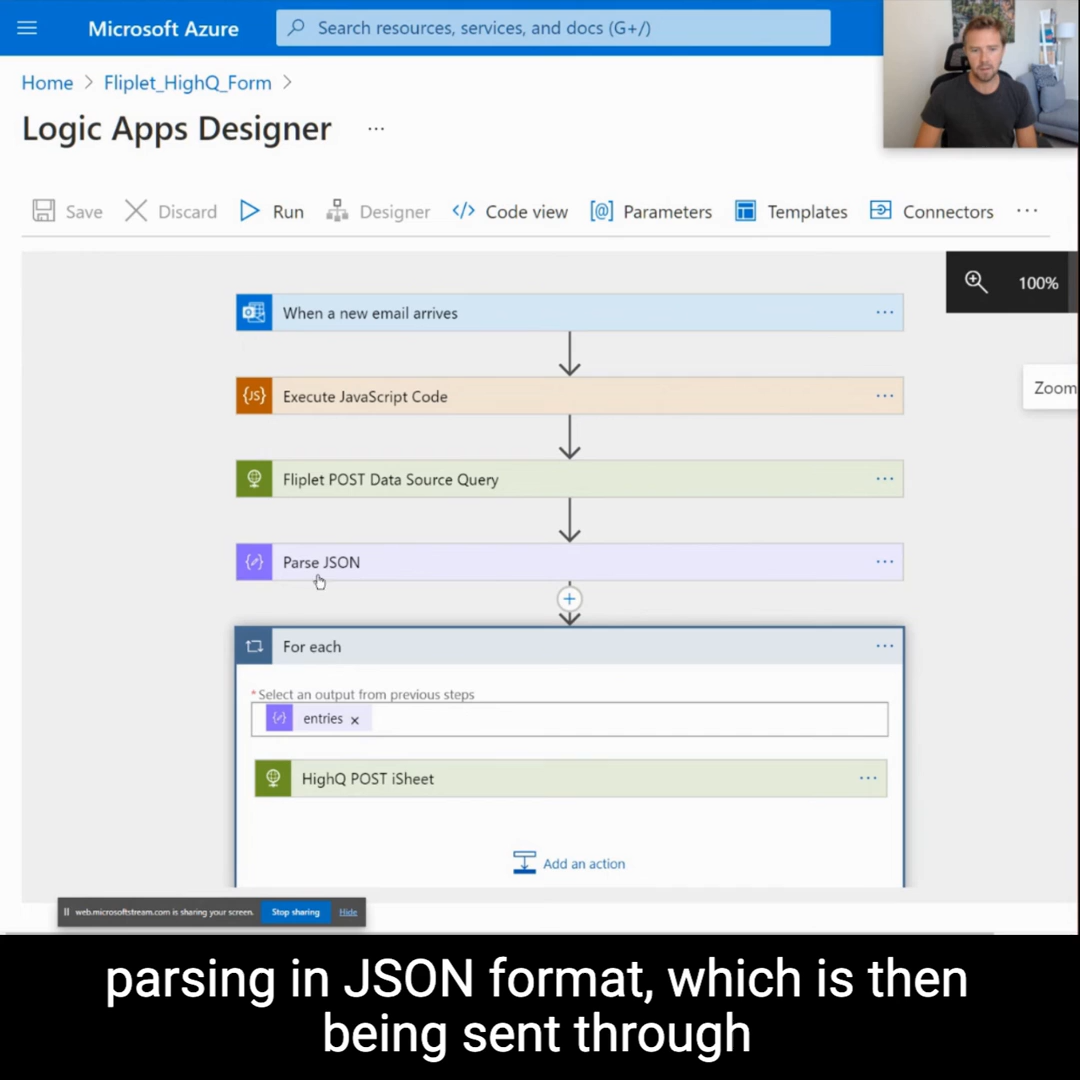 Microsoft Azure
Search resources, services, and docs (G+/)
Home > Fliplet_HighQ_Form >
Logic Apps Designer ...
Save Discard Run Designer </> Code view [@] Parameters Templates Connectors ...
100%
When a new email arrives ...
{JS} Execute JavaScript Code ...
Zoom
Fliplet POST Data Source Query ...
Parse JSON ...
For each ...
* Select an output from previous steps
entries x
HighQ POST iSheet ...
Add an action
web.microsoftstream.com is sharing your screen. Stop sharing Hide
parsing in JSON format, which is then
being sent through